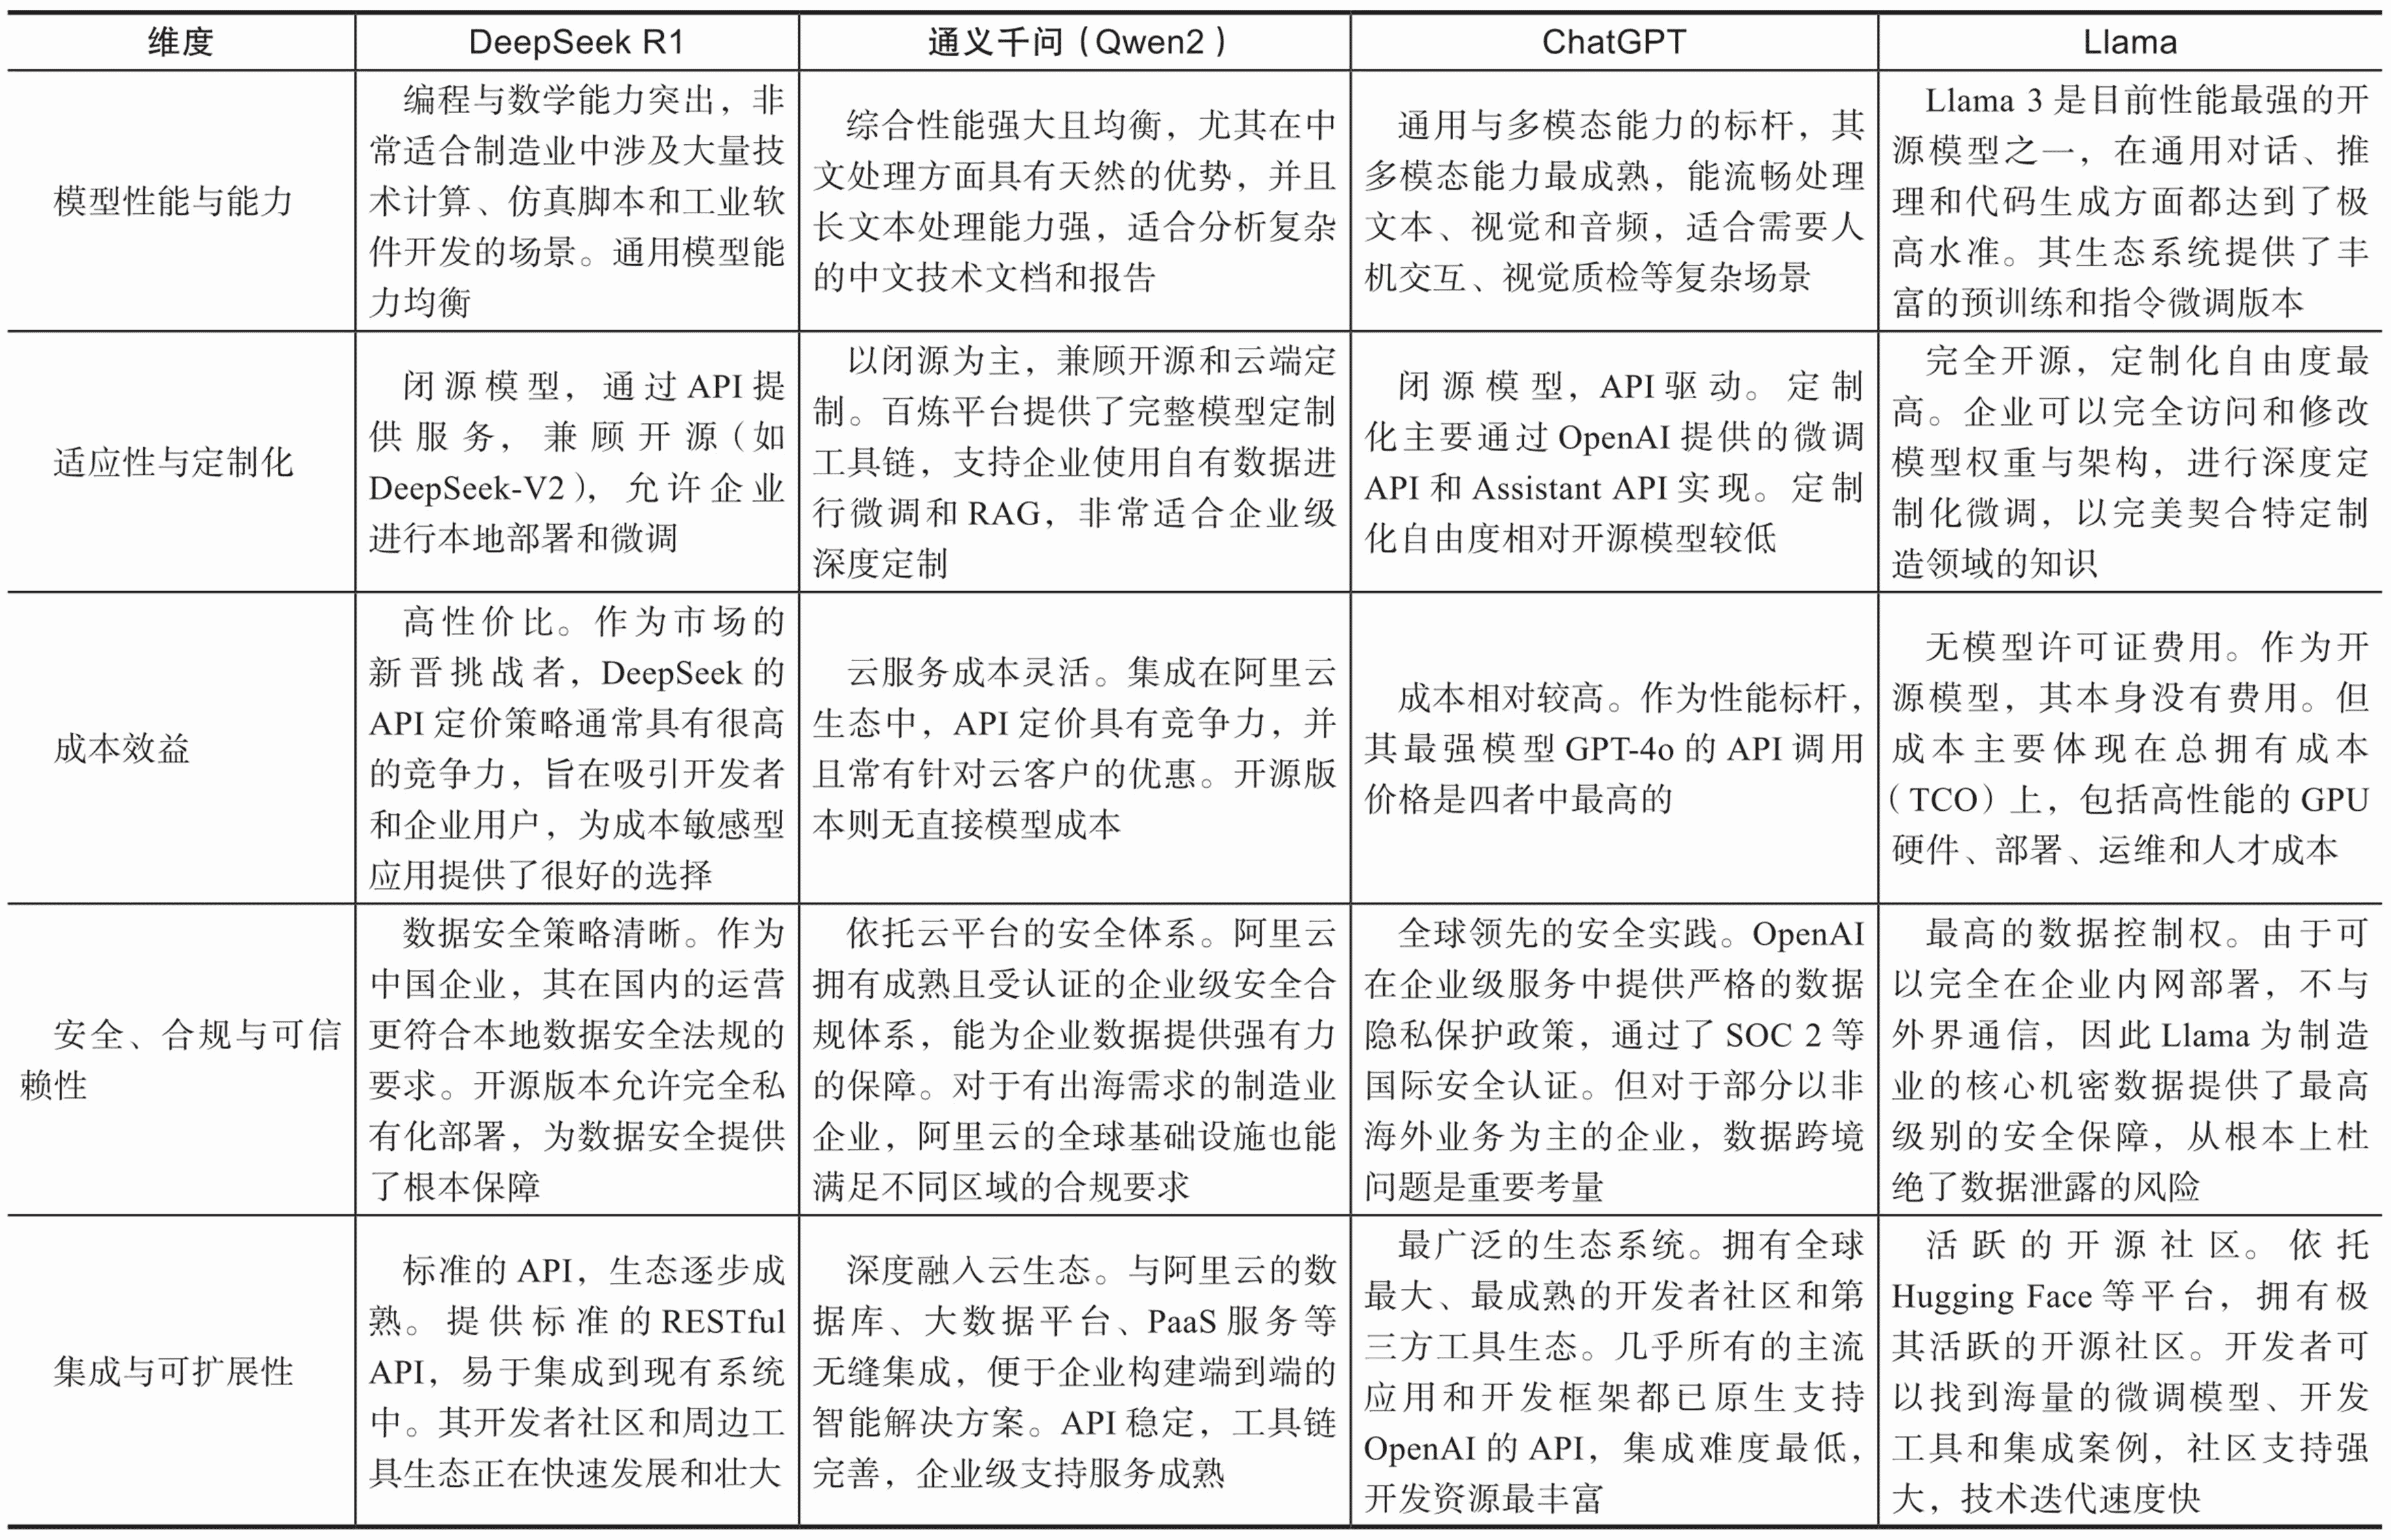 维度
DeepSeek R1
通义千问（Qwen2）
ChatGPT
Llama
模型性能与能力
编程与数学能力突出，非
常适合制造业中涉及大量技
术计算、仿真脚本和工业软
件开发的场景。通用模型能
力均衡
综合性能强大且均衡，尤其在中
文处理方面具有天然的优势，并且
长文本处理能力强，适合分析复杂
的中文技术文档和报告
通用与多模态能力的标杆，其
多模态能力最成熟，能流畅处理
文本、视觉和音频，适合需要人
机交互、视觉质检等复杂场景
Llama 3 是目前性能最强的开
源模型之一，在通用对话、推
理和代码生成方面都达到了极
高水准。其生态系统提供了丰
富的预训练和指令微调版本
适应性与定制化
闭源模型，通过 API 提
供服务，兼顾开源（如
DeepSeek-V2），允许企业
进行本地部署和微调
以闭源为主，兼顾开源和云端定
制。百炼平台提供了完整模型定制
工具链，支持企业使用自有数据进
行微调和 RAG，非常适合企业级
深度定制
闭源模型，API 驱动。定制
化主要通过 OpenAI 提供的微调
API 和 Assistant API 实现。定制
化自由度相对开源模型较低
完全开源，定制化自由度最
高。企业可以完全访问和修改
模型权重与架构，进行深度定
制化微调，以完美契合特定制
造领域的知识
成本效益
高性价比。作为市场的
新晋挑战者，DeepSeek 的
API 定价策略通常具有很高
的竞争力，旨在吸引开发者
和企业用户，为成本敏感型
应用提供了很好的选择
云服务成本灵活。集成在阿里云
生态中，API 定价具有竞争力，并
且常有针对云客户的优惠。开源版
本则无直接模型成本
成本相对较高。作为性能标杆，
其最强模型 GPT-4o 的 API 调用
价格是四者中最高的
无模型许可证费用。作为开
源模型，其本身没有费用。但
成本主要体现在总拥有成本
（TCO）上，包括高性能的 GPU
硬件、部署、运维和人才成本
安全、合规与可信
赖性
数据安全策略清晰。作为
中国企业，其在国内的运营
更符合本地数据安全法规的
要求。开源版本允许完全私
有化部署，为数据安全提供
了根本保障
依托云平台的安全体系。阿里云
拥有成熟且受认证的企业级安全合
规体系，能为企业数据提供强有力
的保障。对于有出海需求的制造业
企业，阿里云的全球基础设施也能
满足不同区域的合规要求
全球领先的安全实践。OpenAI
在企业级服务中提供严格的数据
隐私保护政策，通过了 SOC 2 等
国际安全认证。但对于部分以非
海外业务为主的企业，数据跨境
问题是重要考量
最高的数据控制权。由于可
以完全在企业内网部署，不与
外界通信，因此 Llama 为制造
业的核心机密数据提供了最高
级别的安全保障，从根本上杜
绝了数据泄露的风险
集成与可扩展性
标准的 API，生态逐步成
熟。提供标准的 RESTful
API，易于集成到现有系统
中。其开发者社区和周边工
具生态正在快速发展和壮大
深度融入云生态。与阿里云的数
据库、大数据平台、PaaS 服务等
无缝集成，便于企业构建端到端的
智能解决方案。API 稳定，工具链
完善，企业级支持服务成熟
最广泛的生态系统。拥有全球
最大、最成熟的开发者社区和第
三方工具生态。几乎所有的主流
应用和开发框架都已原生支持
OpenAI 的 API，集成难度最低，
开发资源最丰富
活跃的开源社区。依托
Hugging Face 等平台，拥有极
其活跃的开源社区。开发者可
以找到海量的微调模型、开发
工具和集成案例，社区支持强
大，技术迭代速度快